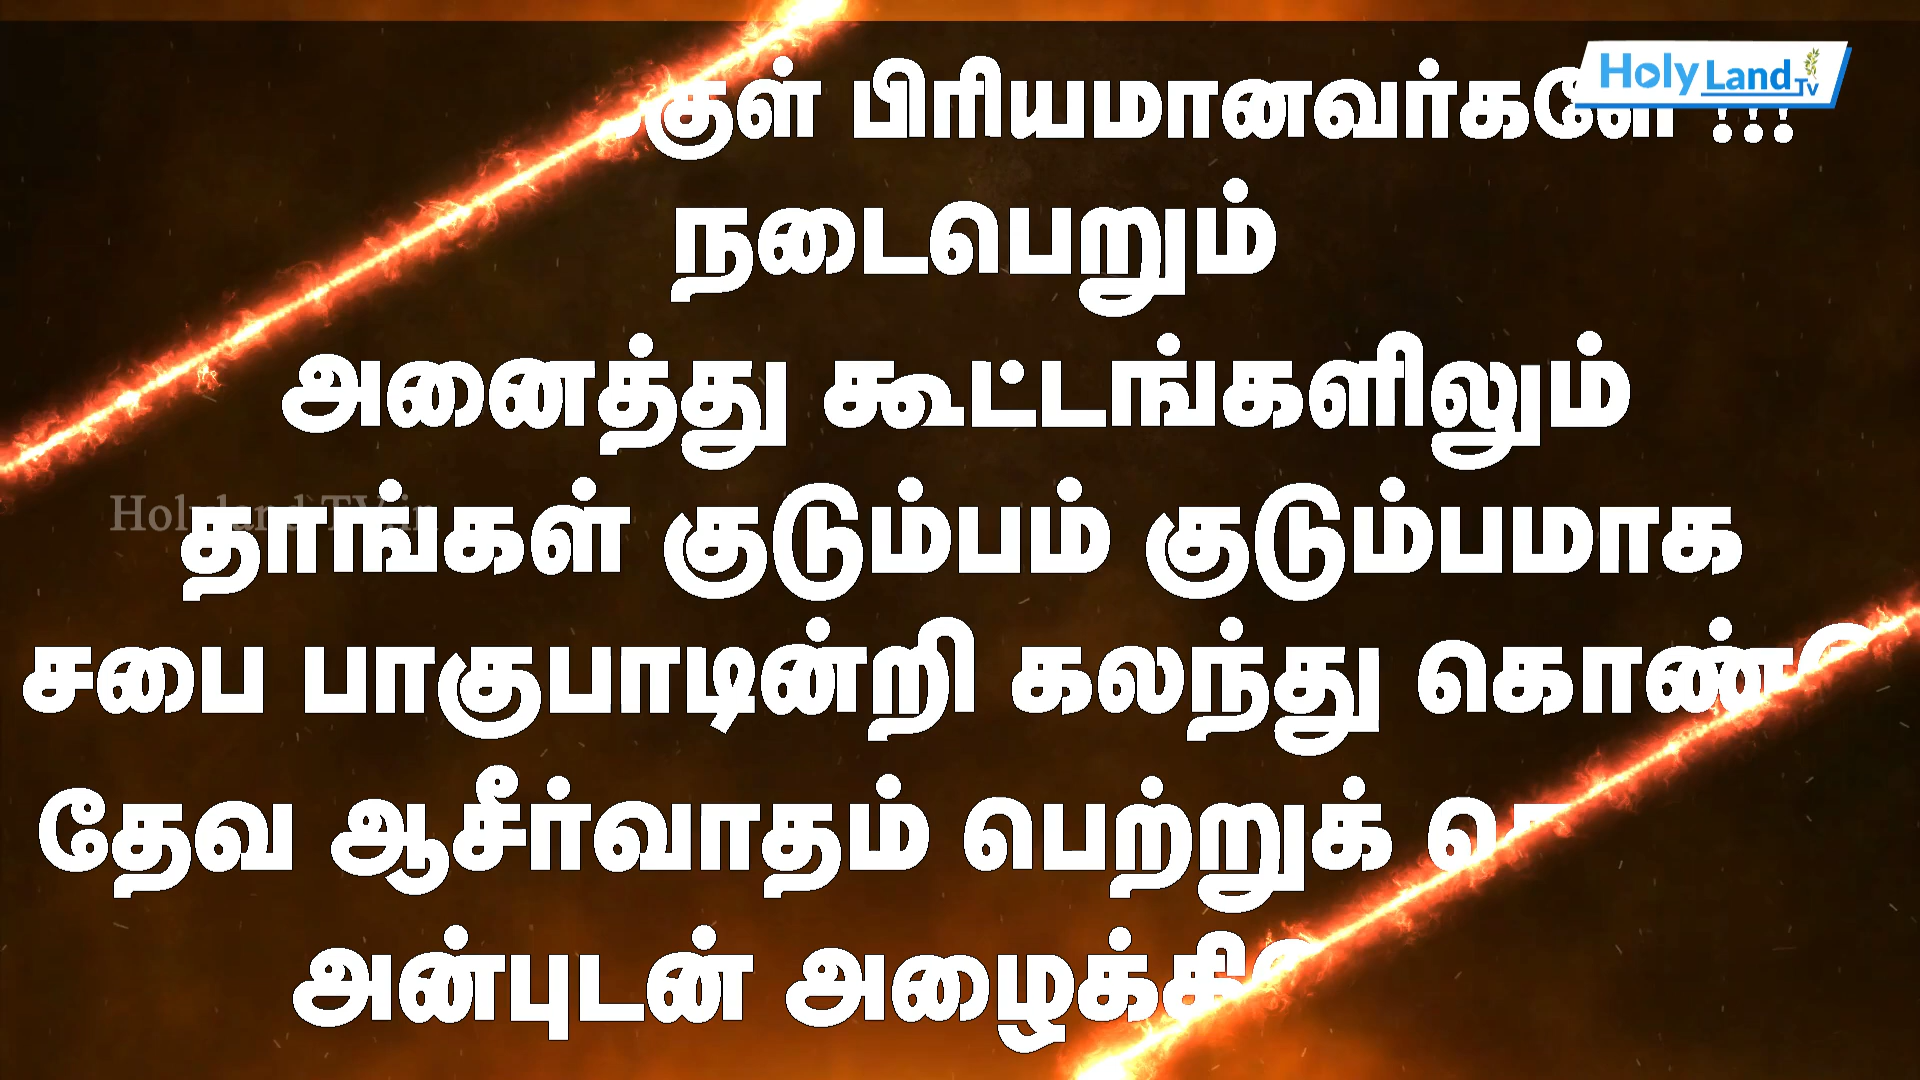 பிரியமானவர்களே !!!
Holy Land Tv
நடைபெறும்
அனைத்து கூட்டங்களிலும்
தாங்கள் குடும்பம் குடும்பமாக
சபை பாகுபாடின்றி கலந்து
தேவ ஆசீர்வாதம் பெற்றுக்
அன்புடன்